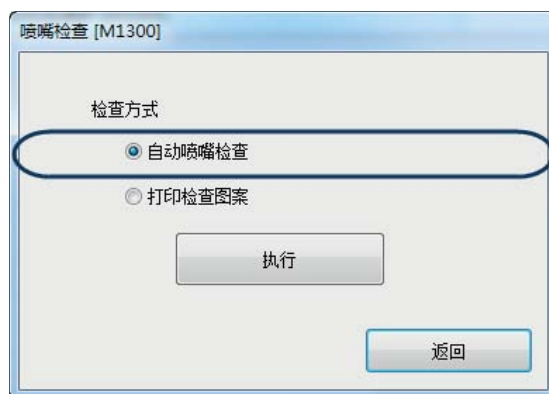 喷嘴检查 [M1300]
检查方式
自动喷嘴检查
打印检查图案
执行
返回